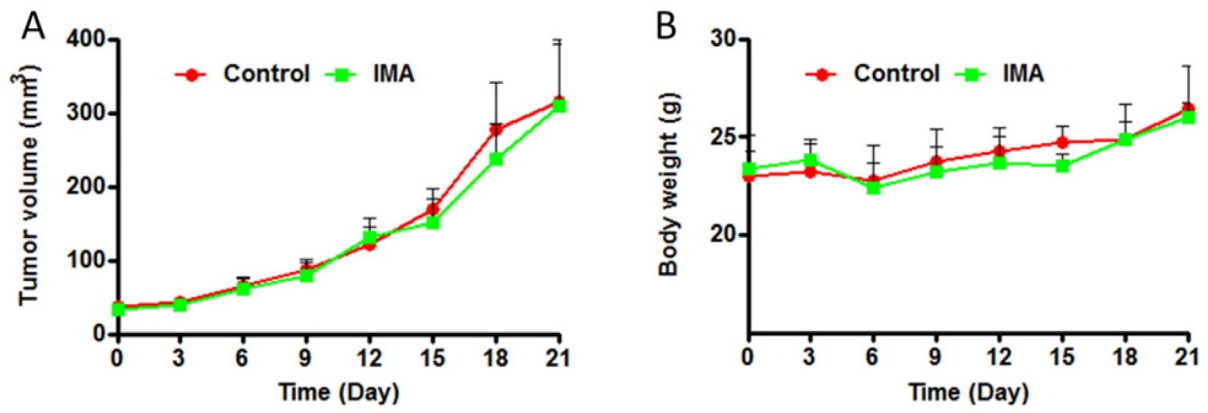 A
Tumor volume (mm3)
400
300
200
100
0
Control
IMA
0 3 6 9 12 15 18 21
Time (Day)
B
Body weight (g)
30
25
20
Control
IMA
0 3 6 9 12 15 18 21
Time (Day)